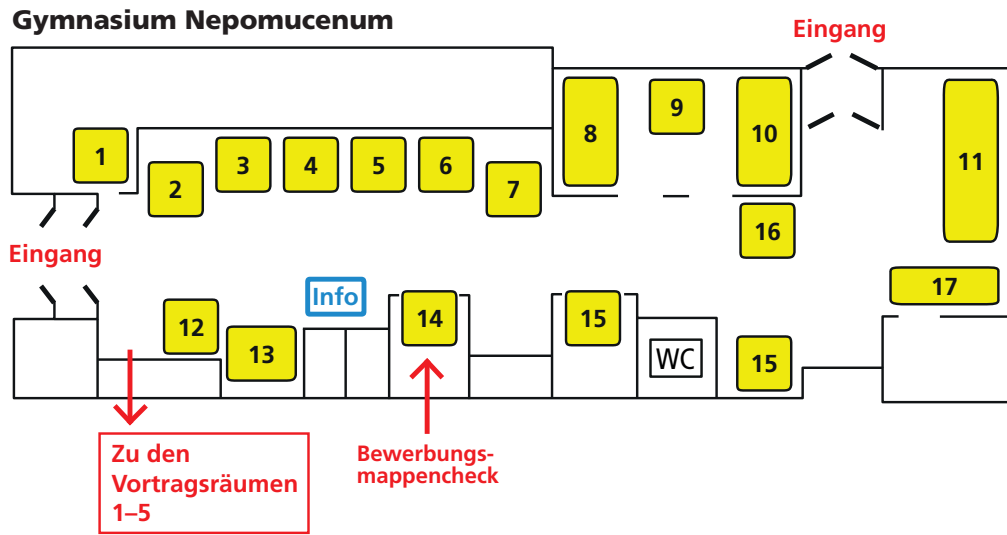 Gymnasium Nepomucenum
Eingang
1
2
3
4
5
6
7
8
9
10
11
16
Eingang
17
Info
12
13
14
15
WC
15
Zu den
Vortragsräumen
1–5
Bewerbungs-
mappencheck